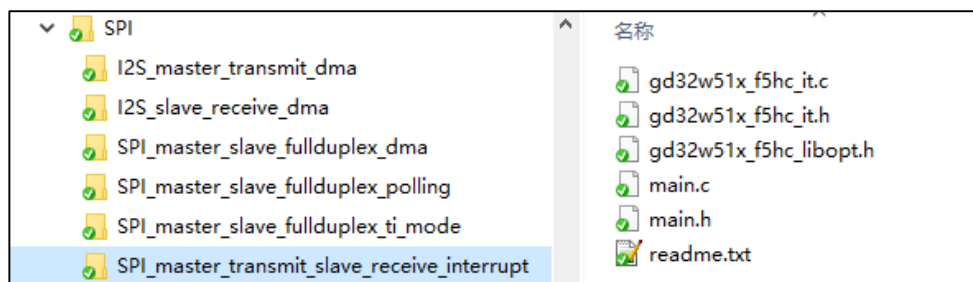 SPI
I2S_master_transmit_dma
I2S_slave_receive_dma
SPI_master_slave_fullduplex_dma
SPI_master_slave_fullduplex_polling
SPI_master_slave_fullduplex_ti_mode
SPI_master_transmit_slave_receive_interrupt
名称
gd32w51x_f5hc_it.c
gd32w51x_f5hc_it.h
gd32w51x_f5hc_libopt.h
main.c
main.h
readme.txt